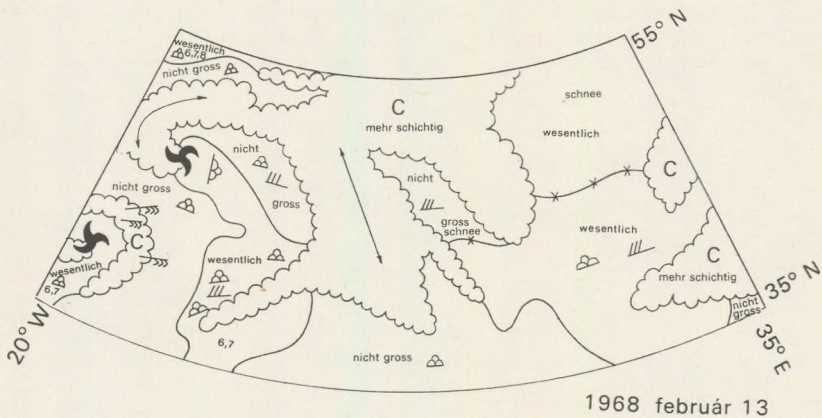 55° N
wesentlich
6,7,8
nicht gross
C
mehr schichtig
schnee
wesentlich
nicht
gross
nicht
gross
schnee
C
nicht gross
C
wesentlich
6,7
wesentlich
wesentlich
C
mehr schichtig
nicht
gross
6,7
nicht gross
20° W
35° N
35° E
1968 február 13